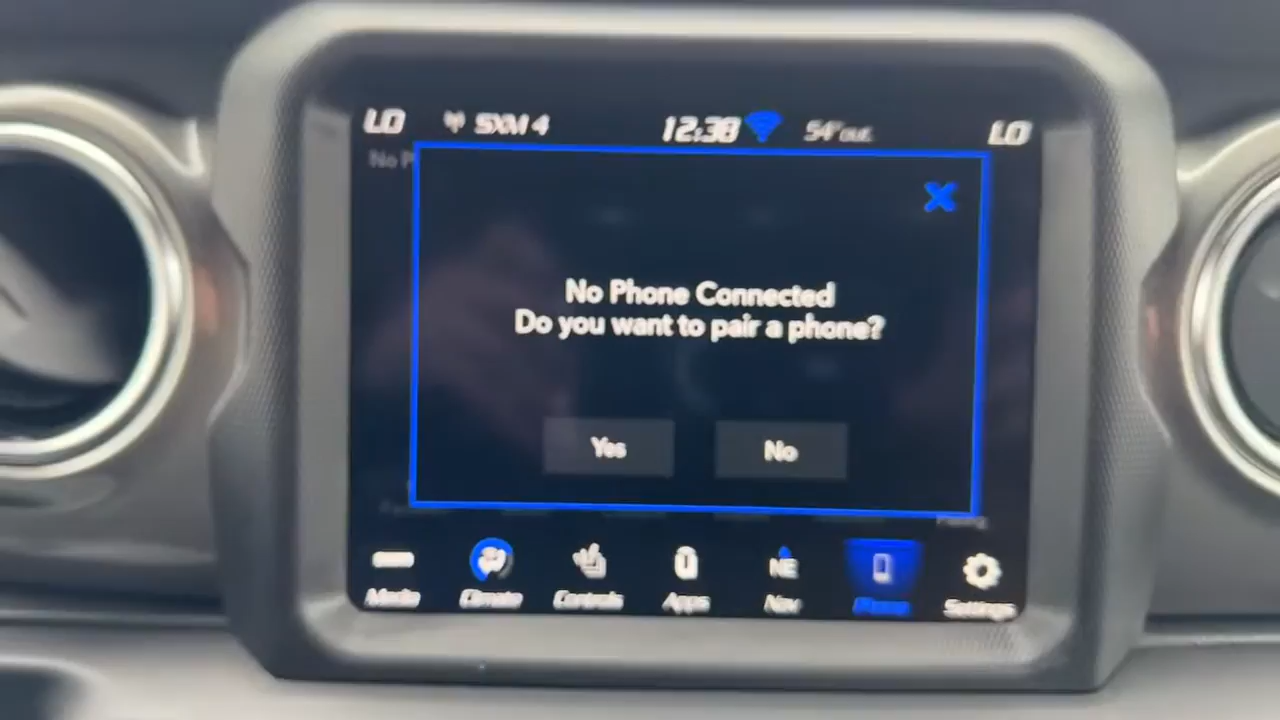 LO SXM 4 12:38 54°out LO
No P
No Phone Connected
Do you want to pair a phone?
Yes No
NE
Media Climate Controls Apps Nav Phone Settings